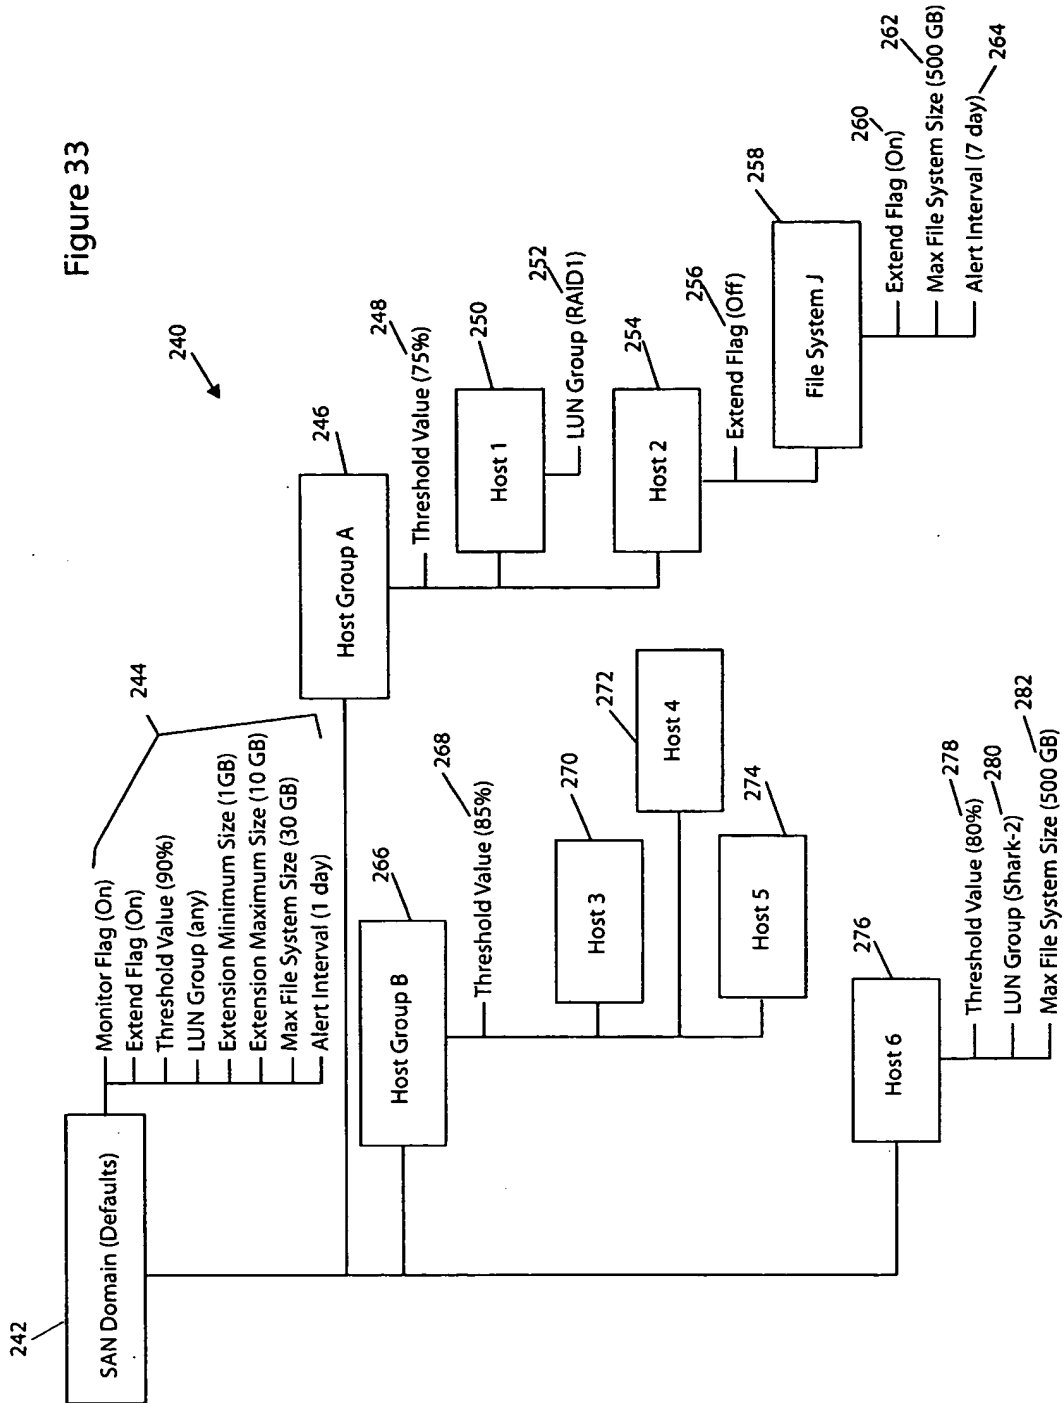 Figure 33
240
242
SAN Domain (Defaults)
244
Monitor Flag (On)
Extend Flag (On)
Threshold Value (90%)
LUN Group (any)
Extension Minimum Size (1GB)
Extension Maximum Size (10 GB)
Max File System Size (30 GB)
Alert Interval (1 day)
246
Host Group A
248
Threshold Value (75%)
250
Host 1
252
LUN Group (RAID1)
254
Host 2
256
Extend Flag (Off)
258
File System J
260
Extend Flag (On)
262
Max File System Size (500 GB)
264
Alert Interval (7 day)
266
Host Group B
268
Threshold Value (85%)
270
Host 3
272
Host 4
274
Host 5
276
Host 6
278
Threshold Value (80%)
280
LUN Group (Shark-2)
282
Max File System Size (500 GB)